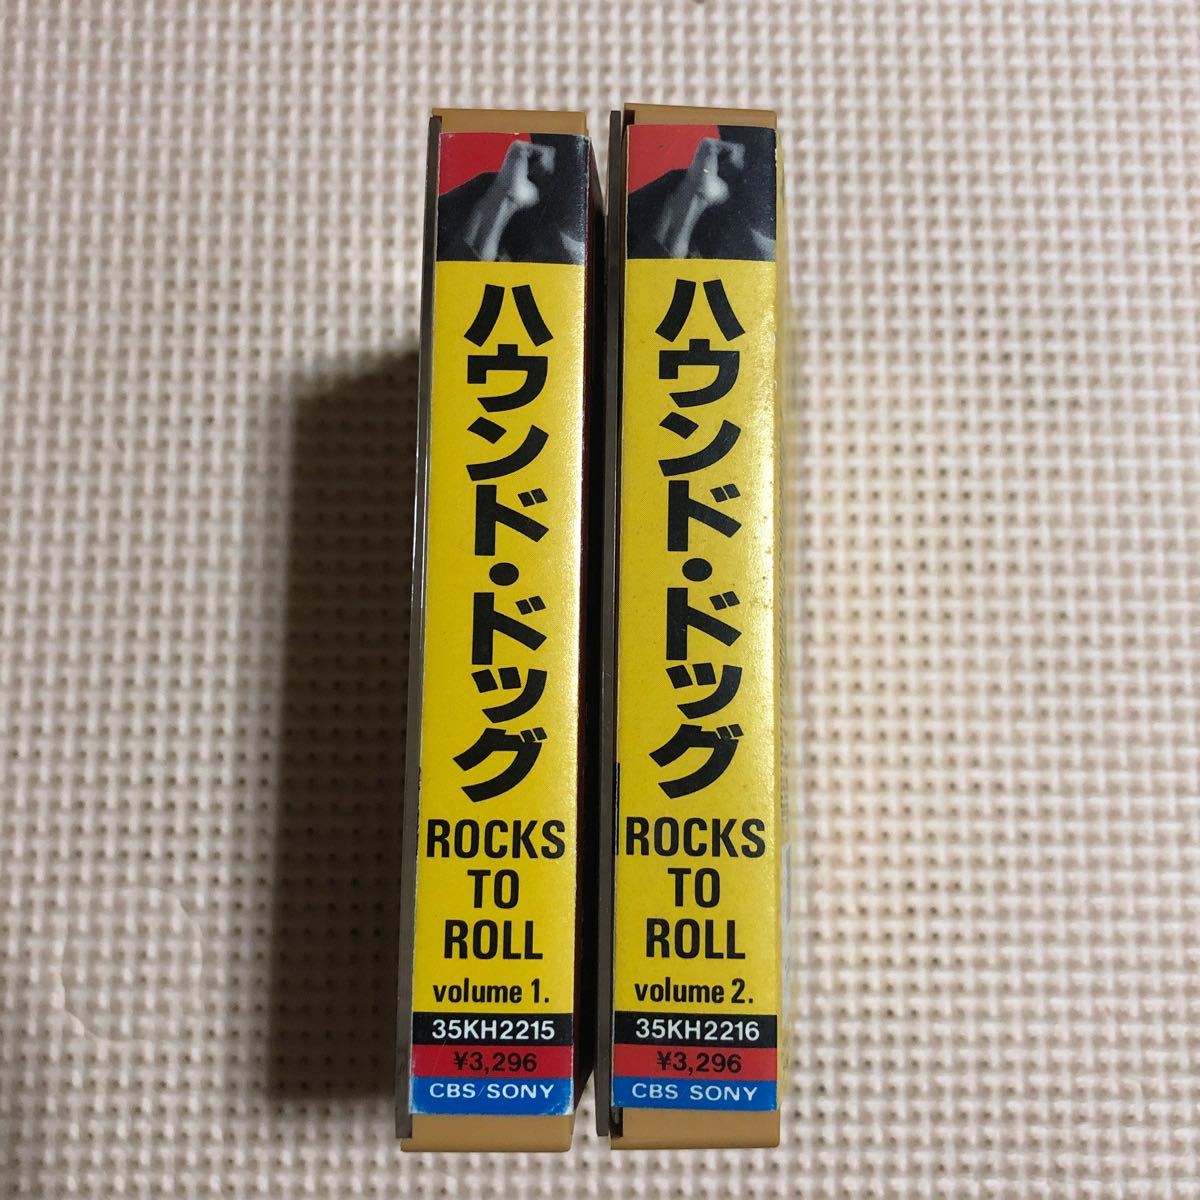 ハウンド・ドッグ
ROCKS
TO
ROLL
volume 1.
35KH2215
¥3,296
CBS/SONY
ハウンド・ドッグ
ROCKS
TO
ROLL
volume 2.
35KH2216
¥3,296
CBS SONY